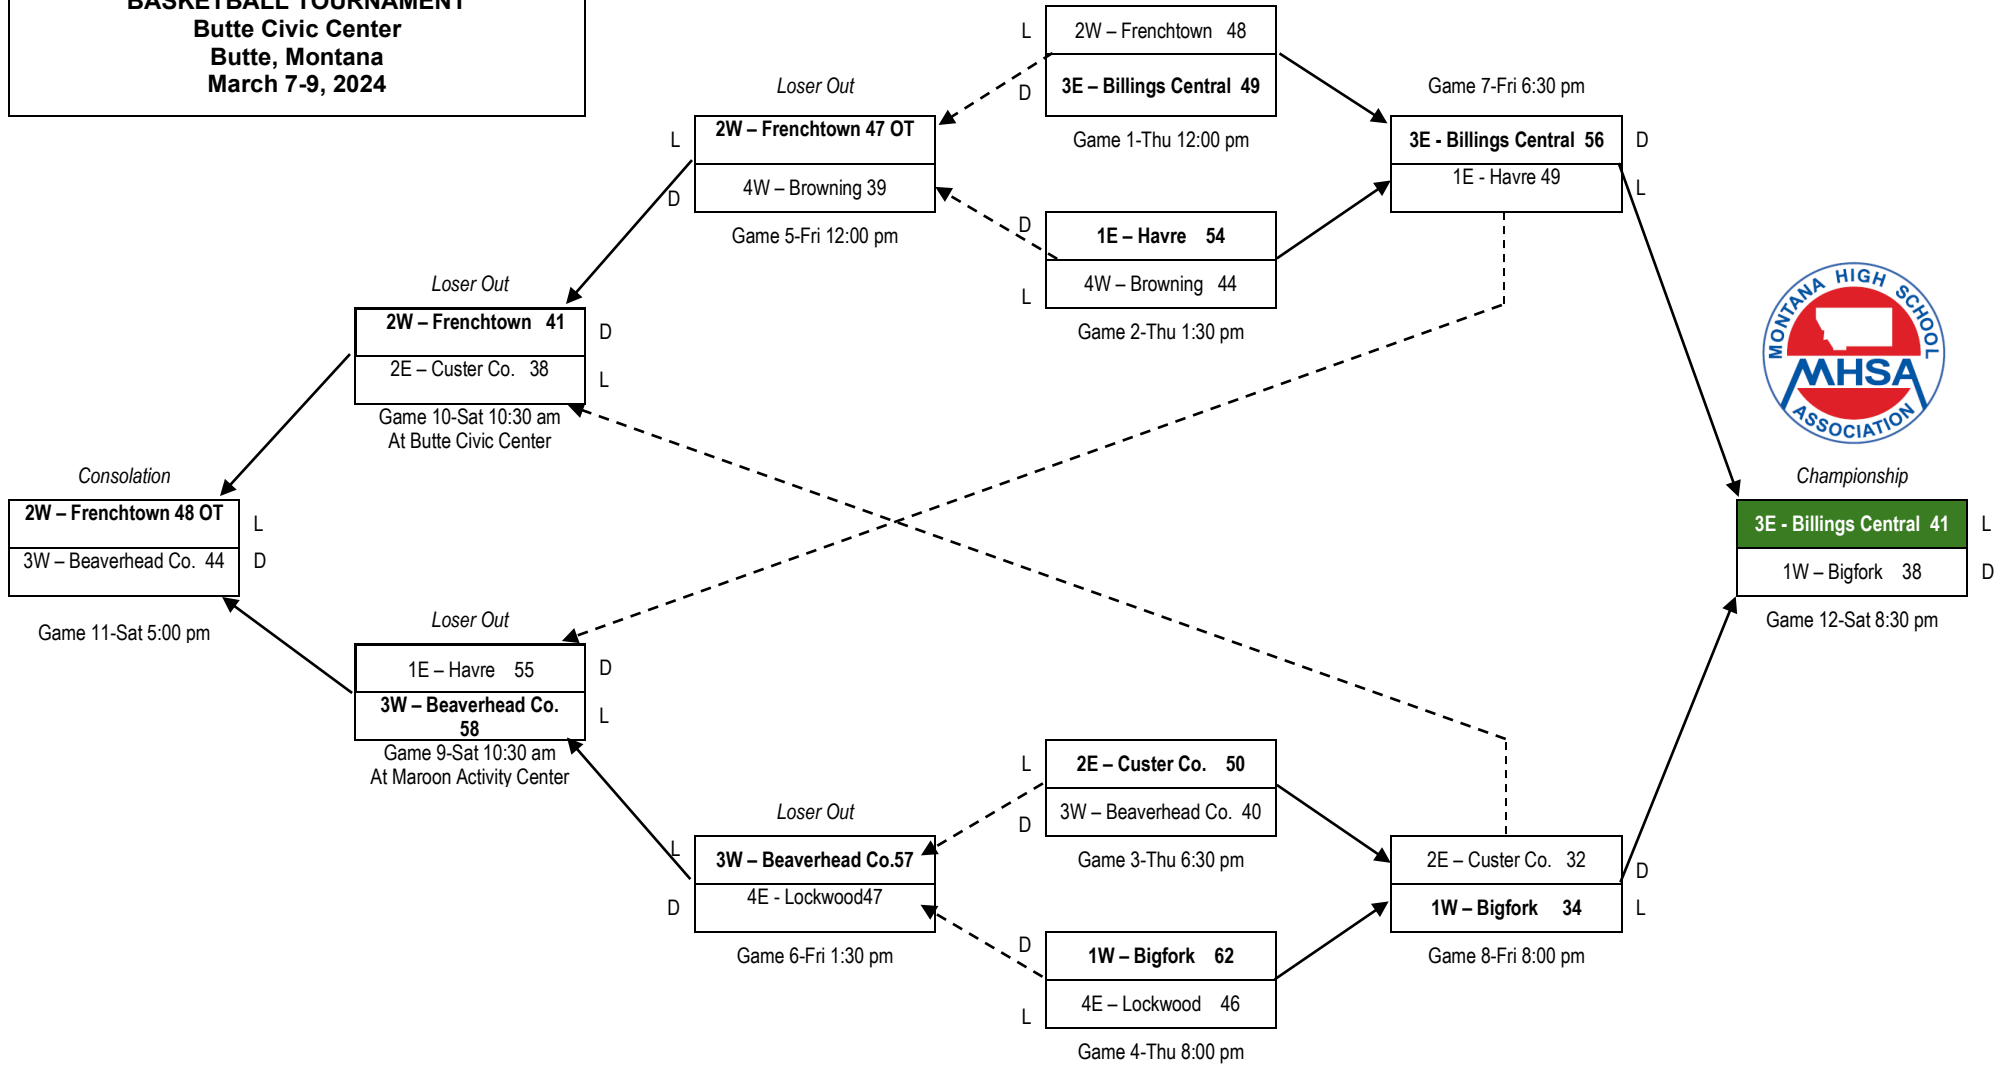 BASKETBALL TOURNAMENT
Butte Civic Center
Butte, Montana
March 7-9, 2024
L
2W – Frenchtown 48
D
3E – Billings Central 49
Game 1-Thu 12:00 pm
Loser Out
L
2W – Frenchtown 47 OT
D
4W – Browning 39
Game 5-Fri 12:00 pm
D
1E – Havre 54
L
4W – Browning 44
Game 2-Thu 1:30 pm
Game 7-Fri 6:30 pm
3E - Billings Central 56
D
1E - Havre 49
L
Loser Out
2W – Frenchtown 41
D
2E – Custer Co. 38
L
Game 10-Sat 10:30 am
At Butte Civic Center
MONTANA HIGH SCHOOL
MHSA
ASSOCIATION
Consolation
2W – Frenchtown 48 OT
L
3W – Beaverhead Co. 44
D
Game 11-Sat 5:00 pm
Championship
3E - Billings Central 41
L
1W – Bigfork 38
D
Game 12-Sat 8:30 pm
Loser Out
1E – Havre 55
D
3W – Beaverhead Co.
58
L
Game 9-Sat 10:30 am
At Maroon Activity Center
L
2E – Custer Co. 50
D
3W – Beaverhead Co. 40
Game 3-Thu 6:30 pm
Loser Out
L
3W – Beaverhead Co.57
D
4E - Lockwood47
Game 6-Fri 1:30 pm
D
1W – Bigfork 62
L
4E – Lockwood 46
Game 4-Thu 8:00 pm
2E – Custer Co. 32
D
1W – Bigfork 34
L
Game 8-Fri 8:00 pm